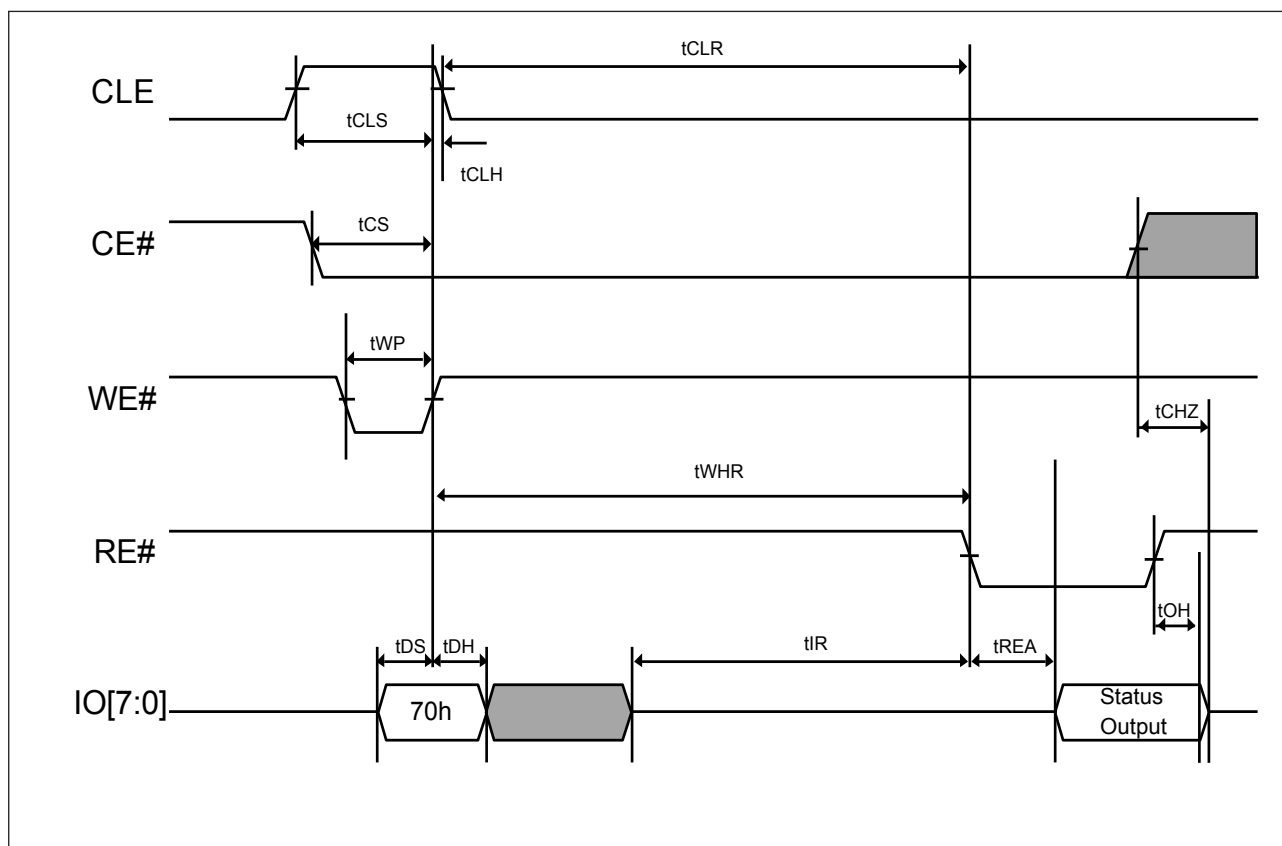 tCLR
CLE
tCLS
tCLH
CE#
tCS
tWP
WE#
tCHZ
tWHR
RE#
tOH
tDS
tDH
tIR
tREA
IO[7:0]
70h
Status
Output